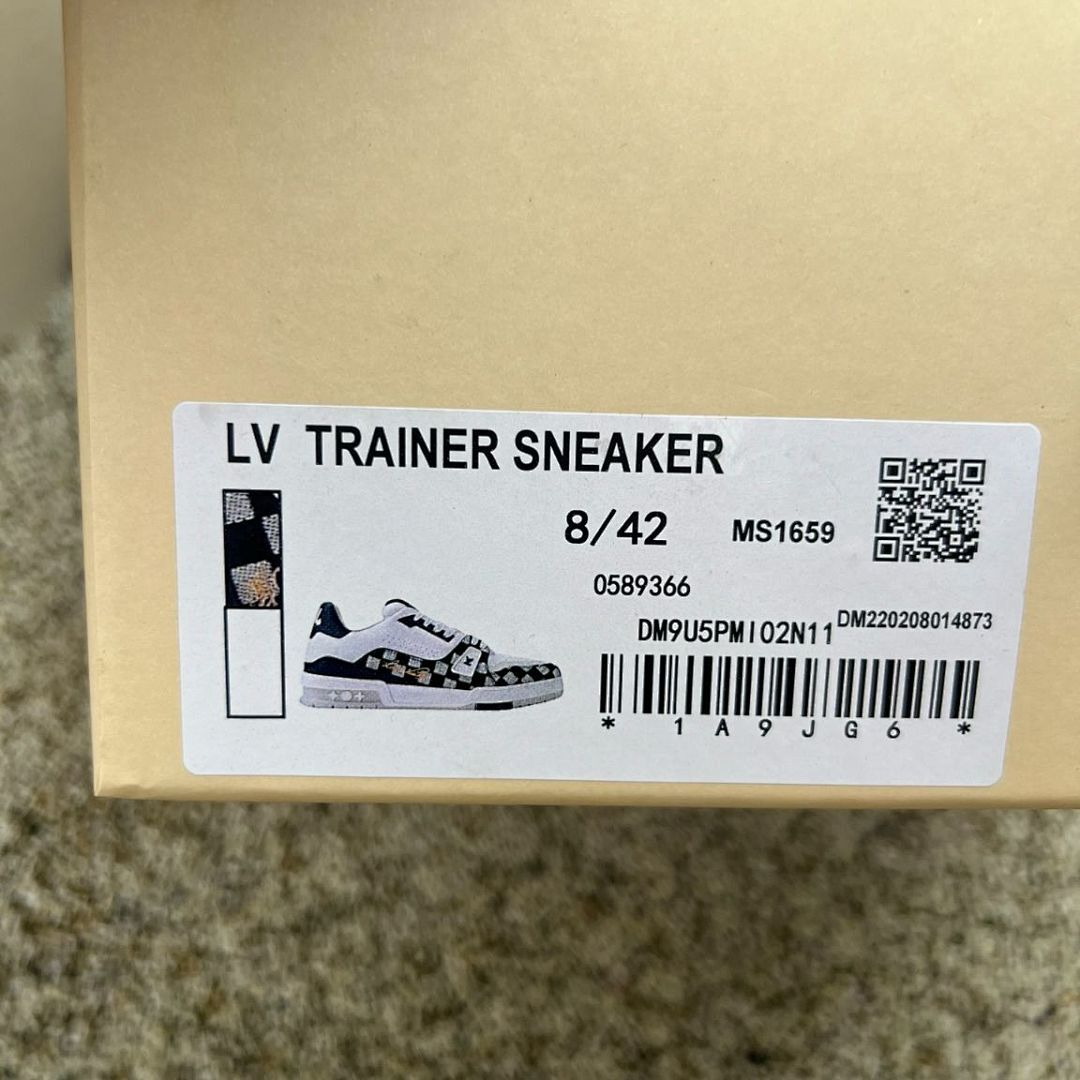 LV TRAINER SNEAKER
8/42 MS1659
0589366
DM9U5PMI02N11 DM220208014873
* 1 A 9 J G 6 *